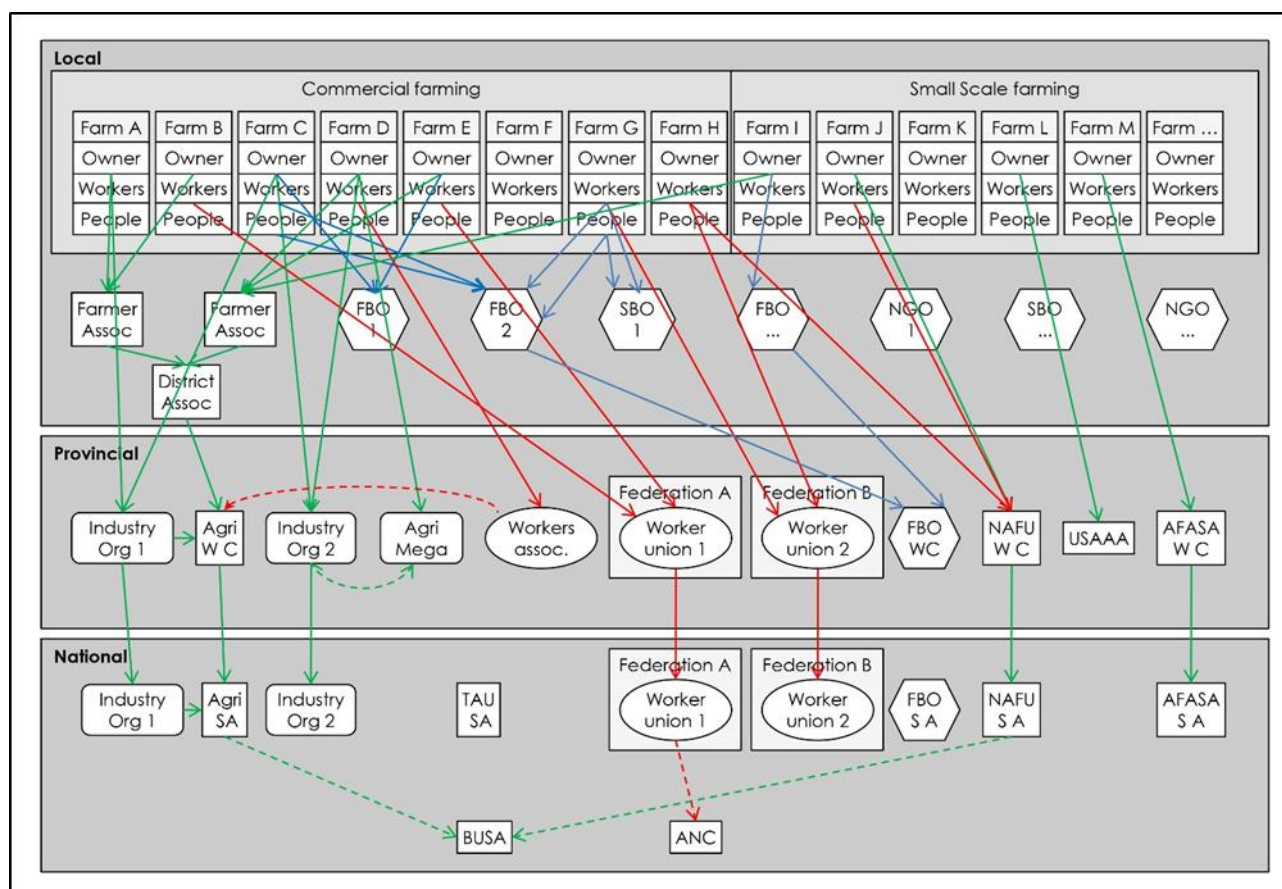 Local
Commercial farming
Small Scale farming
Farm A
Owner
Workers
People
Farm B
Owner
Workers
People
Farm C
Owner
Workers
People
Farm D
Owner
Workers
People
Farm E
Owner
Workers
People
Farm F
Owner
Workers
People
Farm G
Owner
Workers
People
Farm H
Owner
Workers
People
Farm I
Owner
Workers
People
Farm J
Owner
Workers
People
Farm K
Owner
Workers
People
Farm L
Owner
Workers
People
Farm M
Owner
Workers
People
Farm ...
Owner
Workers
People
Farmer
Assoc
Farmer
Assoc
FBO
1
FBO
2
SBO
1
FBO
...
NGO
1
SBO
...
NGO
...
District
Assoc
Provincial
Industry
Org 1
Agri
W C
Industry
Org 2
Agri
Mega
Workers
assoc.
Federation A
Worker
union 1
Federation B
Worker
union 2
FBO
WC
NAFU
W C
USAAA
AFASA
W C
National
Industry
Org 1
Agri
SA
Industry
Org 2
TAU
SA
Federation A
Worker
union 1
Federation B
Worker
union 2
FBO
S A
NAFU
S A
AFASA
S A
BUSA
ANC